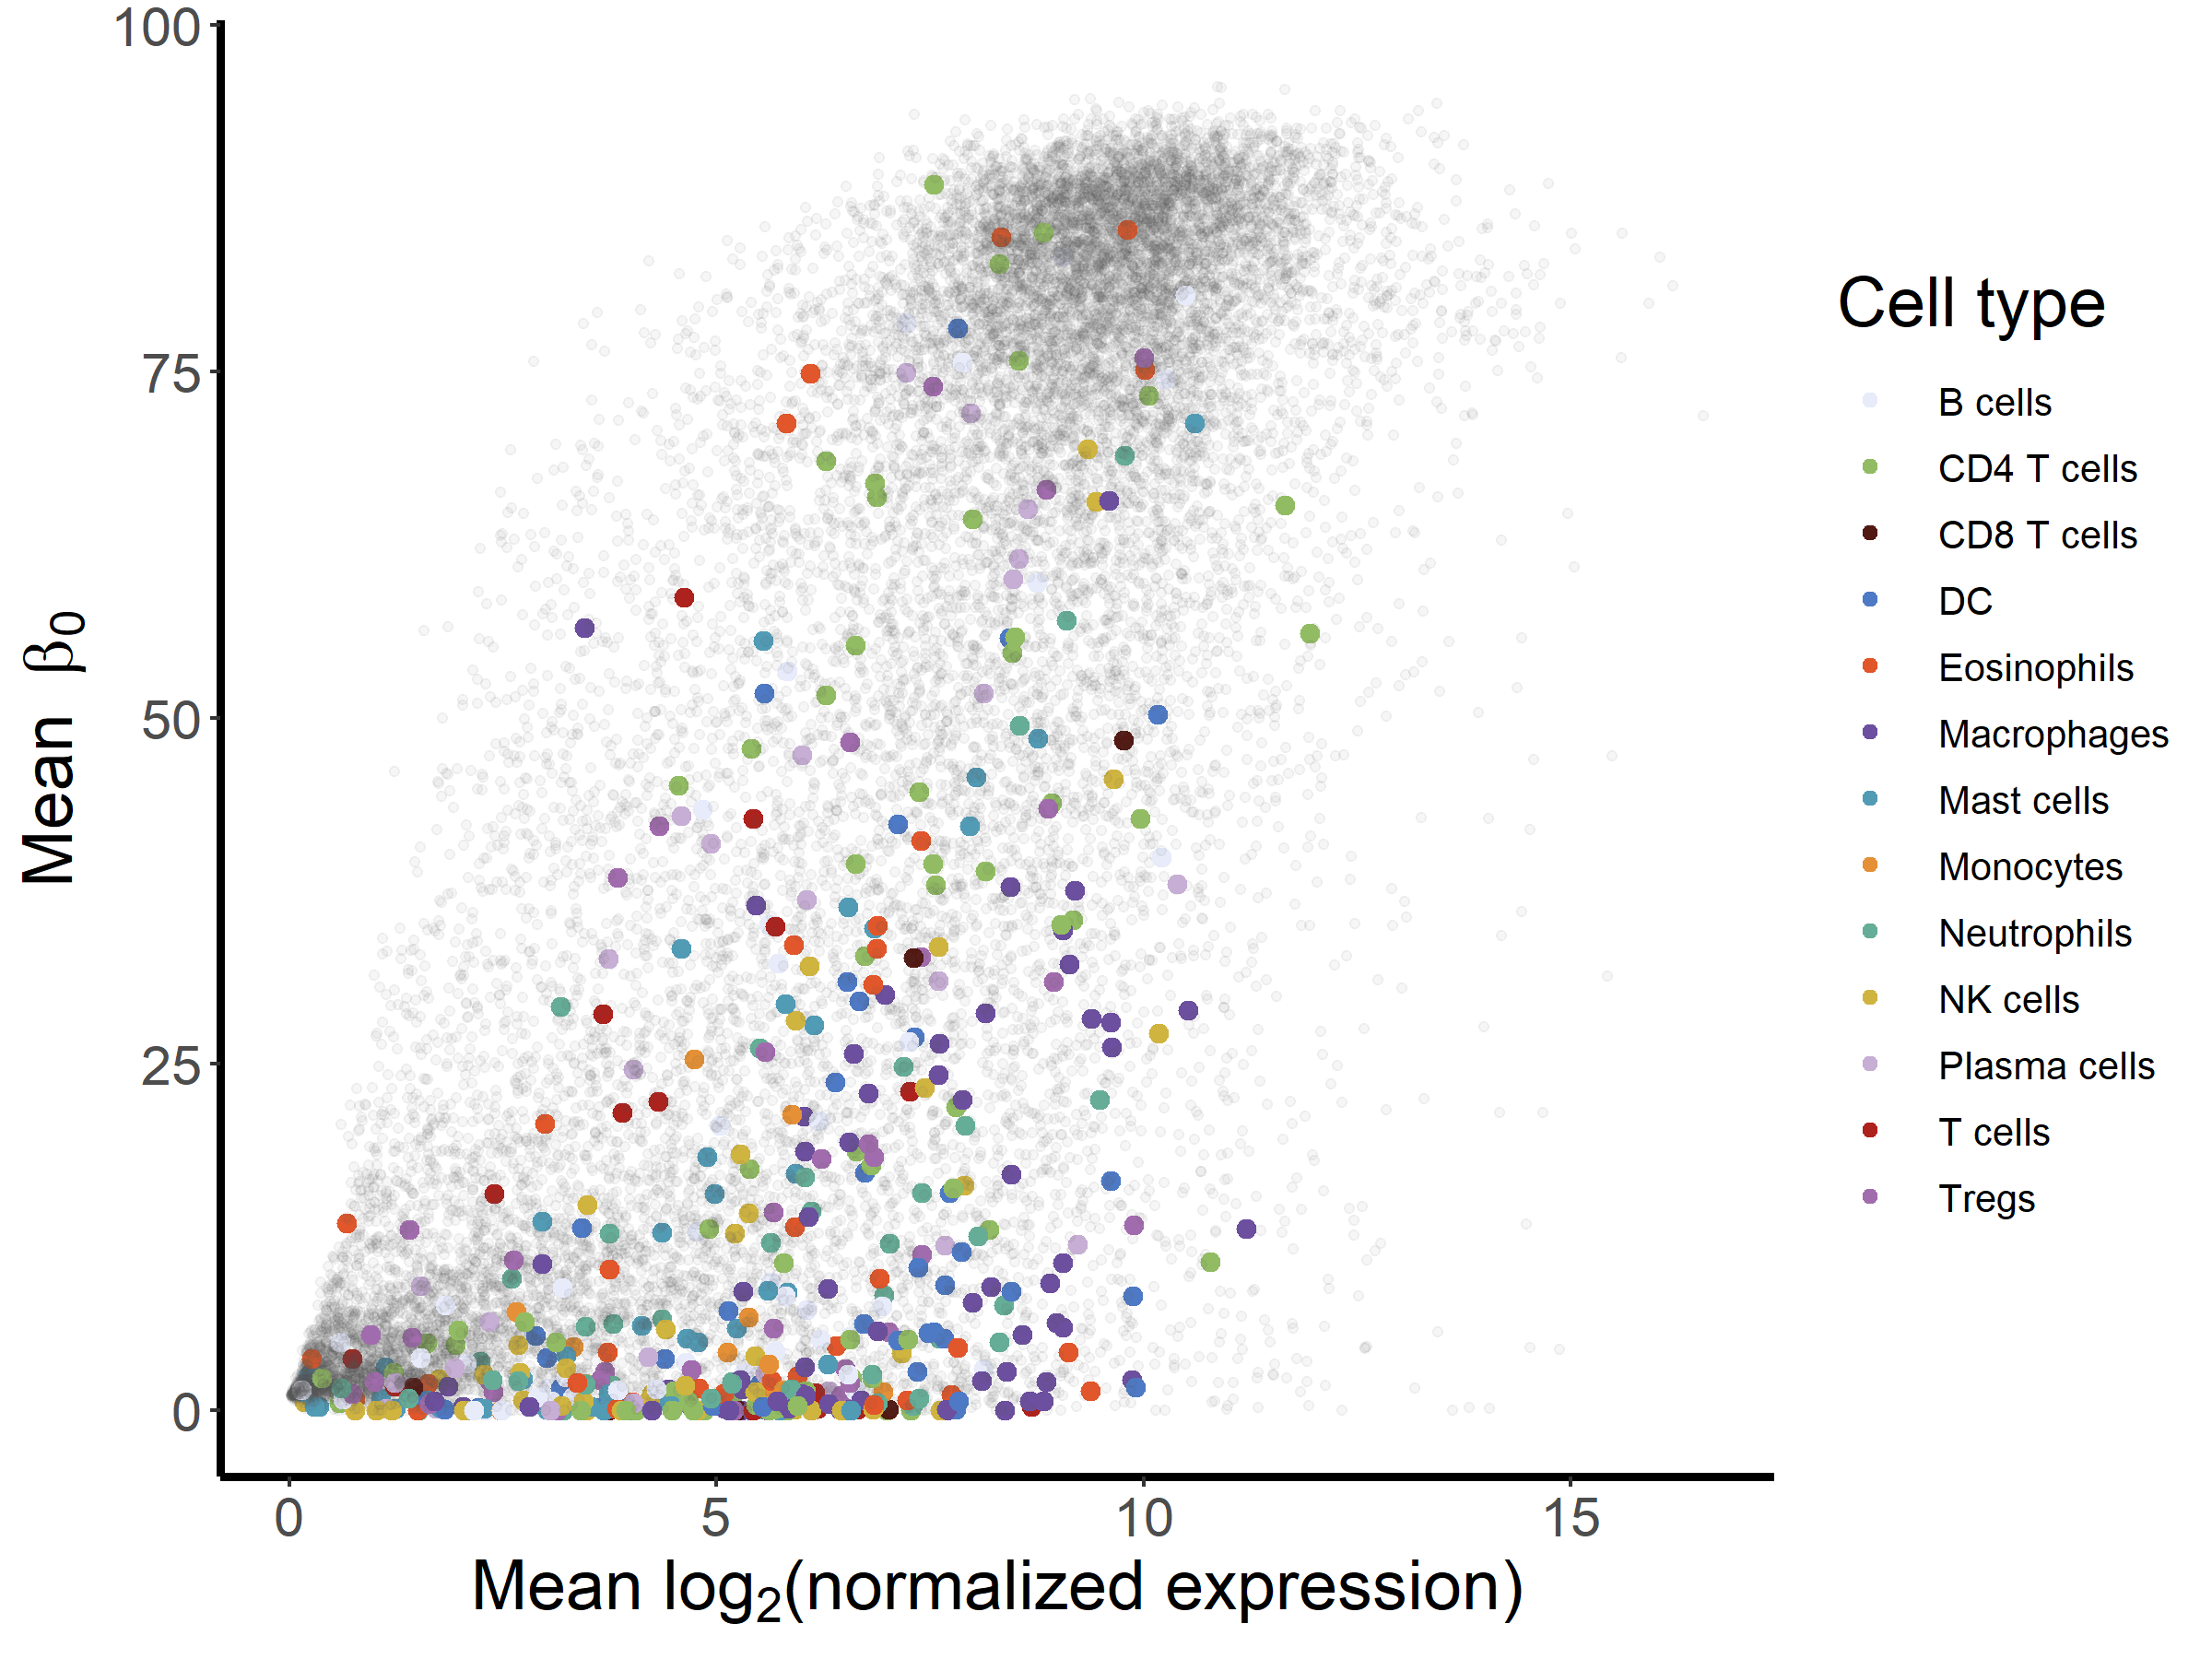 100
75
50
25
0
Mean β₀
0 5 10 15
Mean log₂(normalized expression)
Cell type
B cells
CD4 T cells
CD8 T cells
DC
Eosinophils
Macrophages
Mast cells
Monocytes
Neutrophils
NK cells
Plasma cells
T cells
Tregs